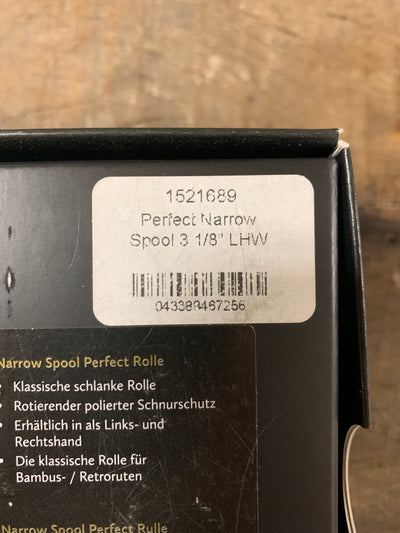 1521689
Perfect Narrow
Spool 3 1/8" LHW
043388467256
Narrow Spool Perfect Rolle
• Klassische schlanke Rolle
• Rotierender polierter Schnurschutz
• Erhältlich in als Links- und
Rechtshand
• Die klassische Rolle für
Bambus- / Retroruten
Narrow Spool Perfect Rulle